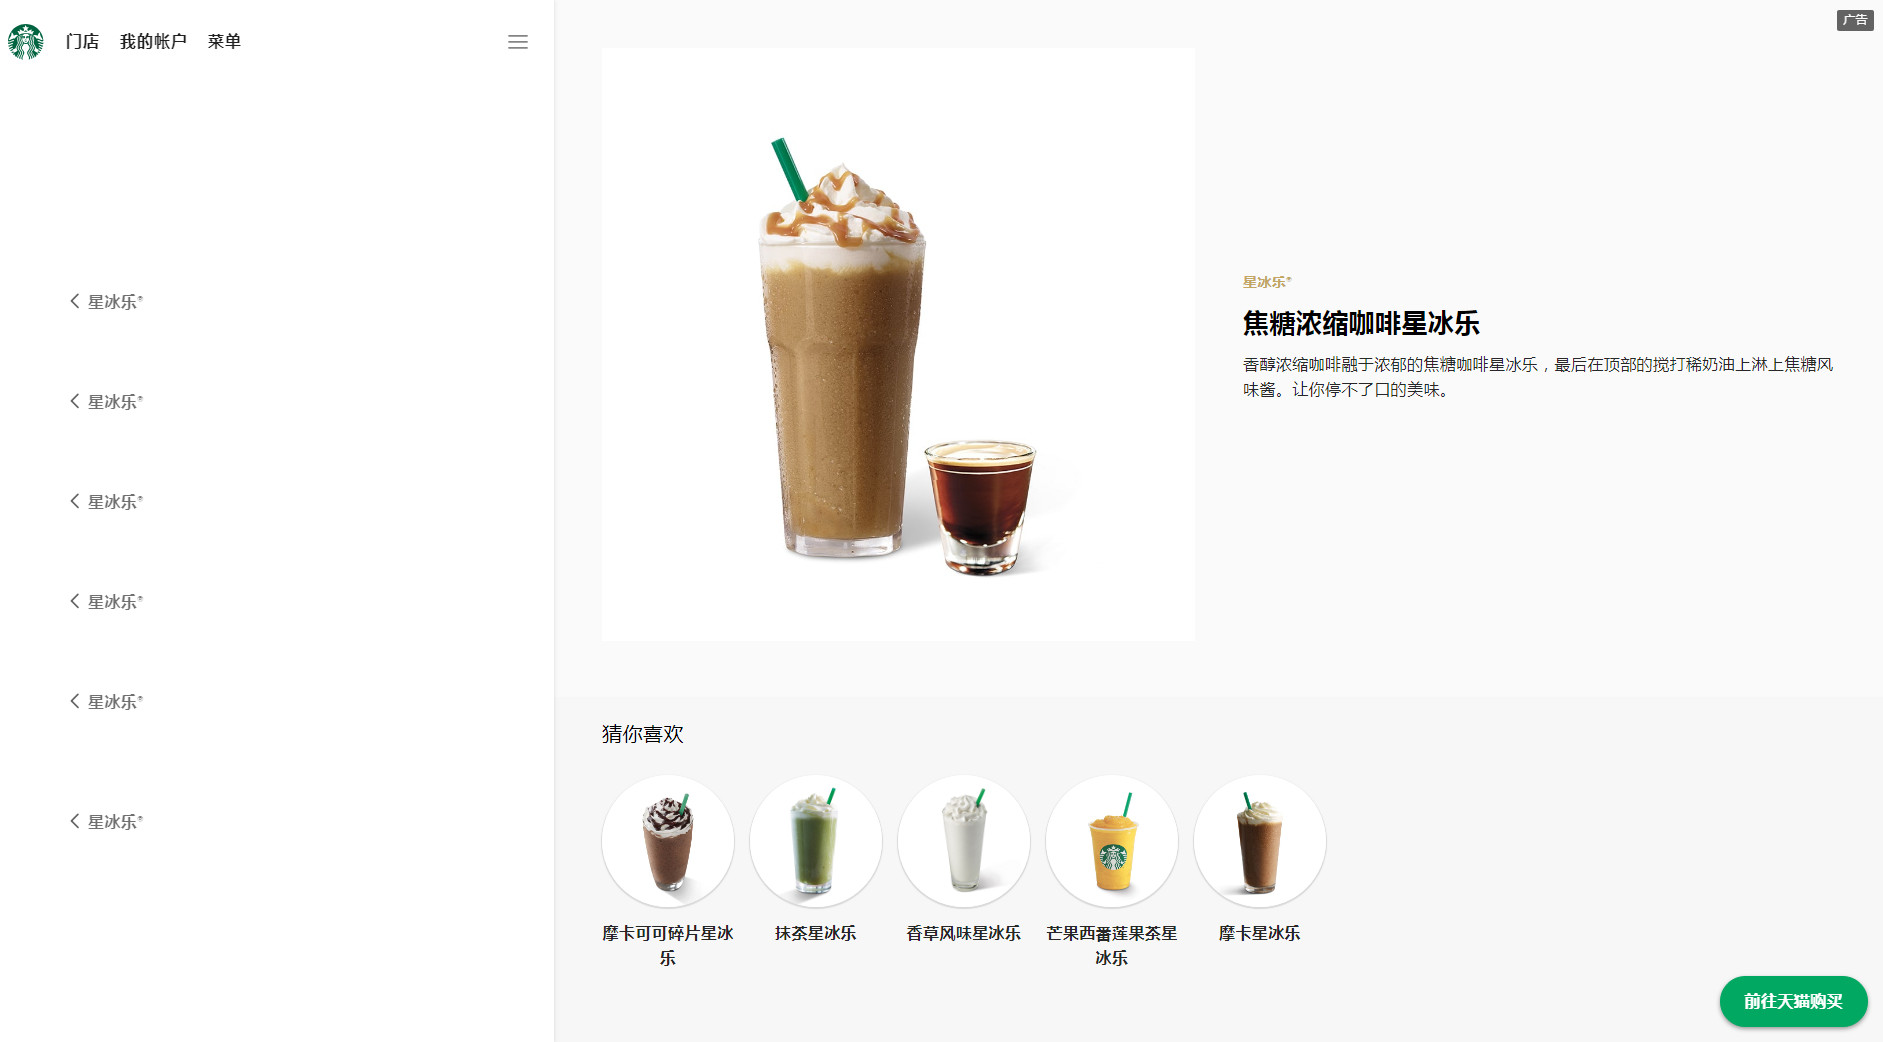 门店 我的帐户 菜单
星冰乐®
星冰乐®
星冰乐®
星冰乐®
星冰乐®
星冰乐®
广告
星冰乐®
焦糖浓缩咖啡星冰乐
香醇浓缩咖啡融于浓郁的焦糖咖啡星冰乐，最后在顶部的搅打稀奶油上淋上焦糖风
味酱。让你停不了口的美味。
猜你喜欢
摩卡可可碎片星冰
乐
抹茶星冰乐
香草风味星冰乐
芒果西番莲果茶星
冰乐
摩卡星冰乐
前往天猫购买